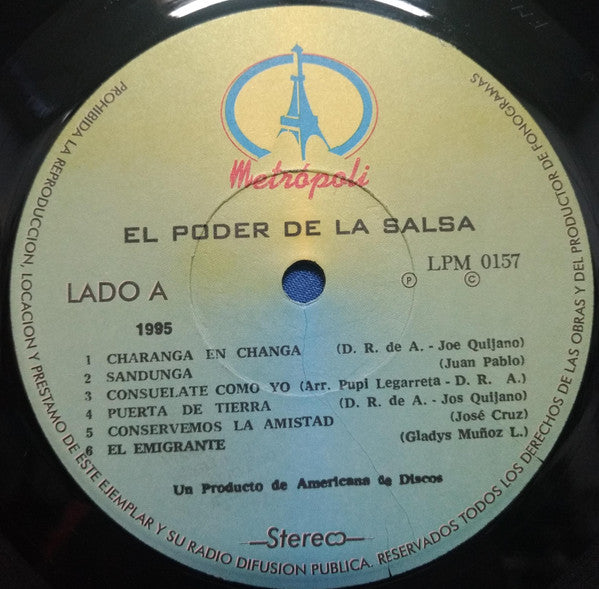 Metrópoli
EL PODER DE LA SALSA
LADO A
Ⓟ © LPM 0157
1995
1 CHARANGA EN CHANGA (D. R. de A. - Joe Quijano)
2 SANDUNGA (Juan Pablo)
3 CONSUELATE COMO YO (Arr. Pupi Legarreta - D. R. A.)
4 PUERTA DE TIERRA (D. R. de A. - Jos Quijano)
5 CONSERVEMOS LA AMISTAD (José Cruz)
6 EL EMIGRANTE (Gladys Muñoz L.)
Un Producto de Americana de Discos
Stereo
PROHIBIDA LA REPRODUCCION, LOCACION Y PRESTAMO DE ESTE EJEMPLAR Y SU RADIO DIFUSION PUBLICA. RESERVADOS TODOS LOS DERECHOS DE LAS OBRAS Y DEL PRODUCTOR DE FONOGRAMAS